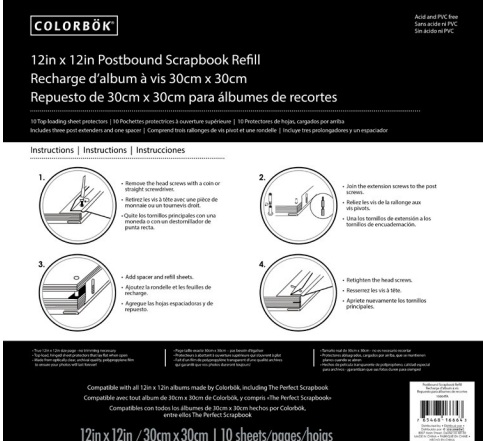 COLORBÖK
Acid and PVC free
Sans acide ni PVC
Sin ácido ni PVC
12in x 12in Postbound Scrapbook Refill
Recharge d'album à vis 30cm x 30cm
Repuesto de 30cm x 30cm para álbumes de recortes
10 Top loading sheet protectors | 10 Pochettes protectrices à ouverture supérieure | 10 Protectores de hojas, cargados por arriba
Includes three post extenders and one spacer | Comprend trois rallonges de vis pivot et une rondelle | Incluye tres prolongadores y un espaciador
Instructions | Instructions | Instrucciones
1.
• Remove the head screws with a coin or
straight screwdriver.
• Retirez les vis à tête avec une pièce de
monnaie ou un tournevis droit.
• Quite los tornillos principales con una
moneda o con un destornillador de
punta recta.
2.
• Join the extension screws to the post
screws.
• Reliez les vis de la rallonge aux
vis pivots.
• Una los tornillos de extensión a los
tornillos de encuadernación.
3.
• Add spacer and refill sheets.
• Ajoutez la rondelle et les feuilles de
recharge.
• Agregue las hojas espaciadoras y de
repuesto.
4.
• Retighten the head screws.
• Resserrez les vis à tête.
• Apriete nuevamente los tornillos
principales.
Compatible with all 12in x 12in albums made by Colorbök, including The Perfect Scrapbook
Compatible avec tout album de 30cm x 30cm de Colorbök, y compris «The Perfect Scrapbook»
Compatibles con todos los álbumes de 30cm x 30cm hechos por Colorbök,
entre ellos The Perfect Scrapbook
12in x 12in / 30cm x 30cm | 10 sheets/pages/hojas